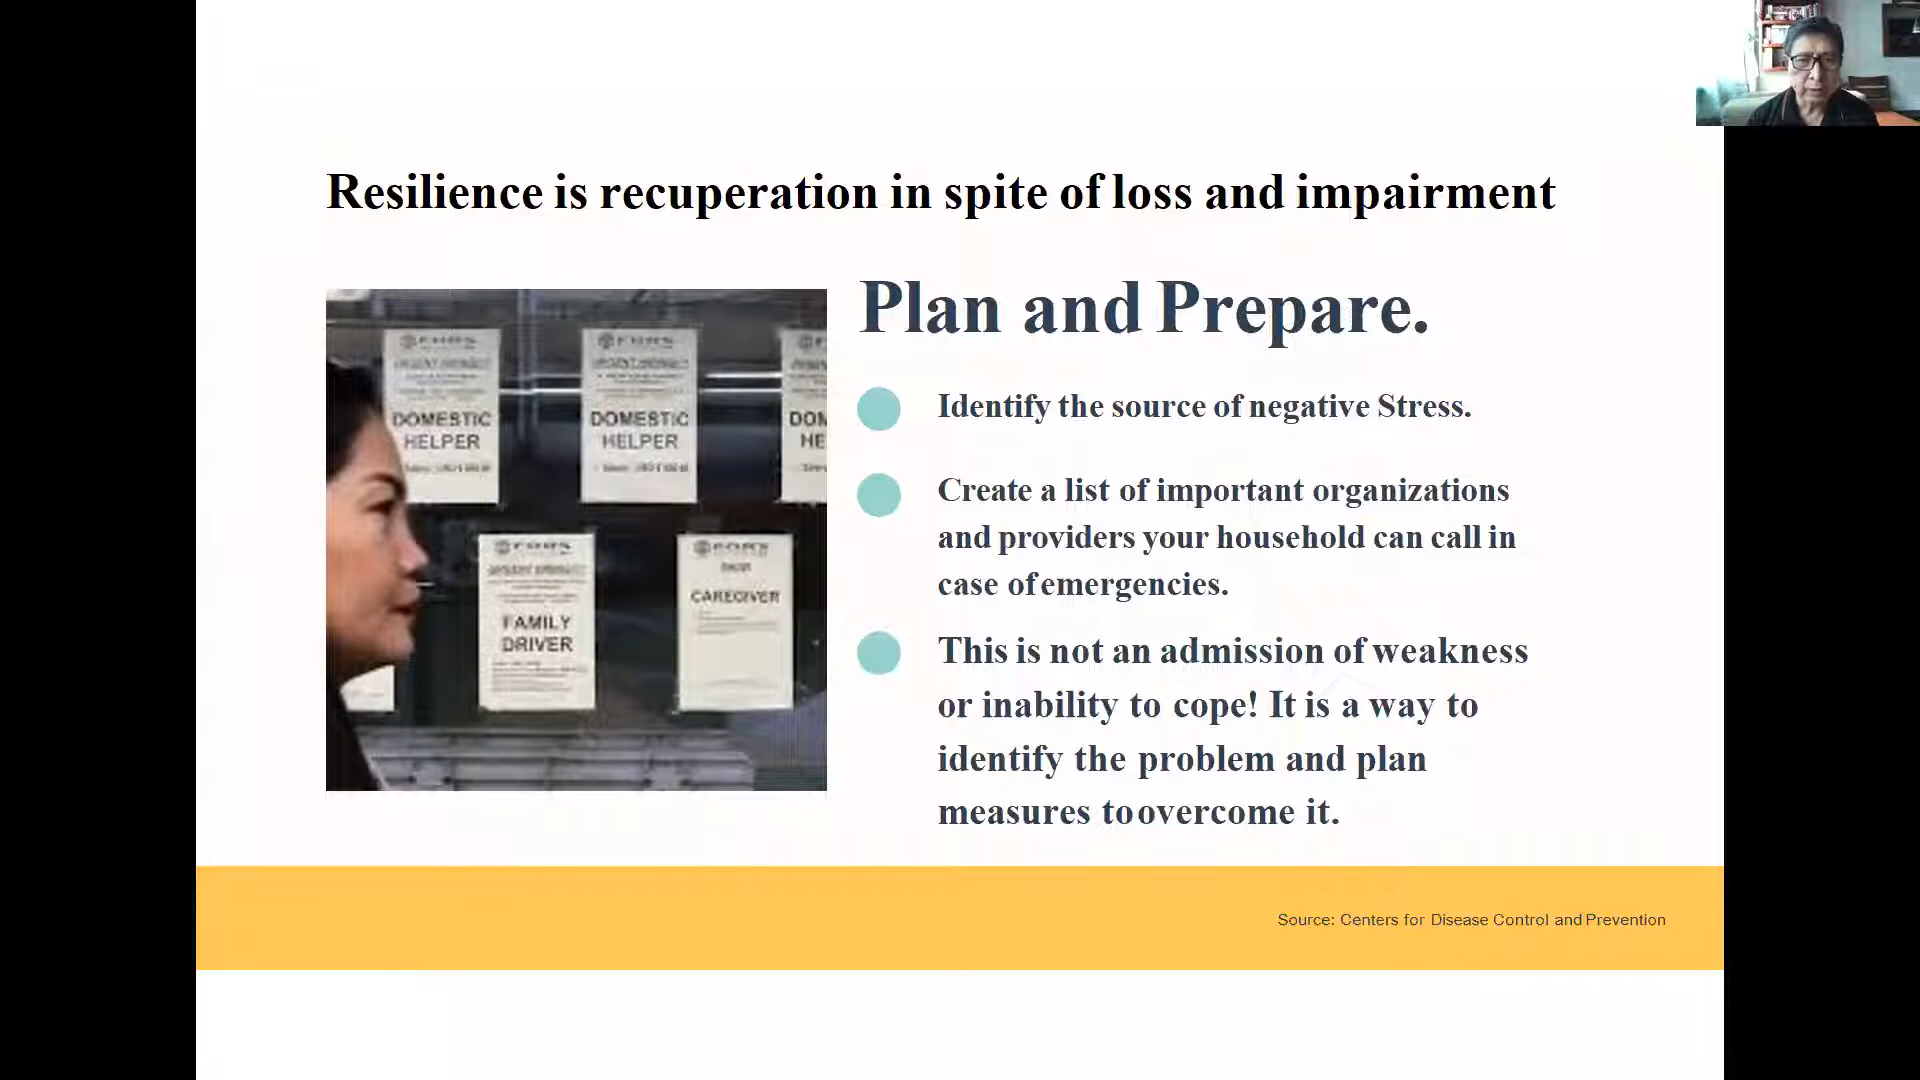 Resilience is recuperation in spite of loss and impairment
Plan and Prepare.
Identify the source of negative Stress.
Create a list of important organizations
and providers your household can call in
case of emergencies.
This is not an admission of weakness
or inability to cope! It is a way to
identify the problem and plan
measures to overcome it.
DOMESTIC
HELPER
DOMESTIC
HELPER
DOM
HE
FAMILY
DRIVER
CAREGIVER
Source: Centers for Disease Control and Prevention